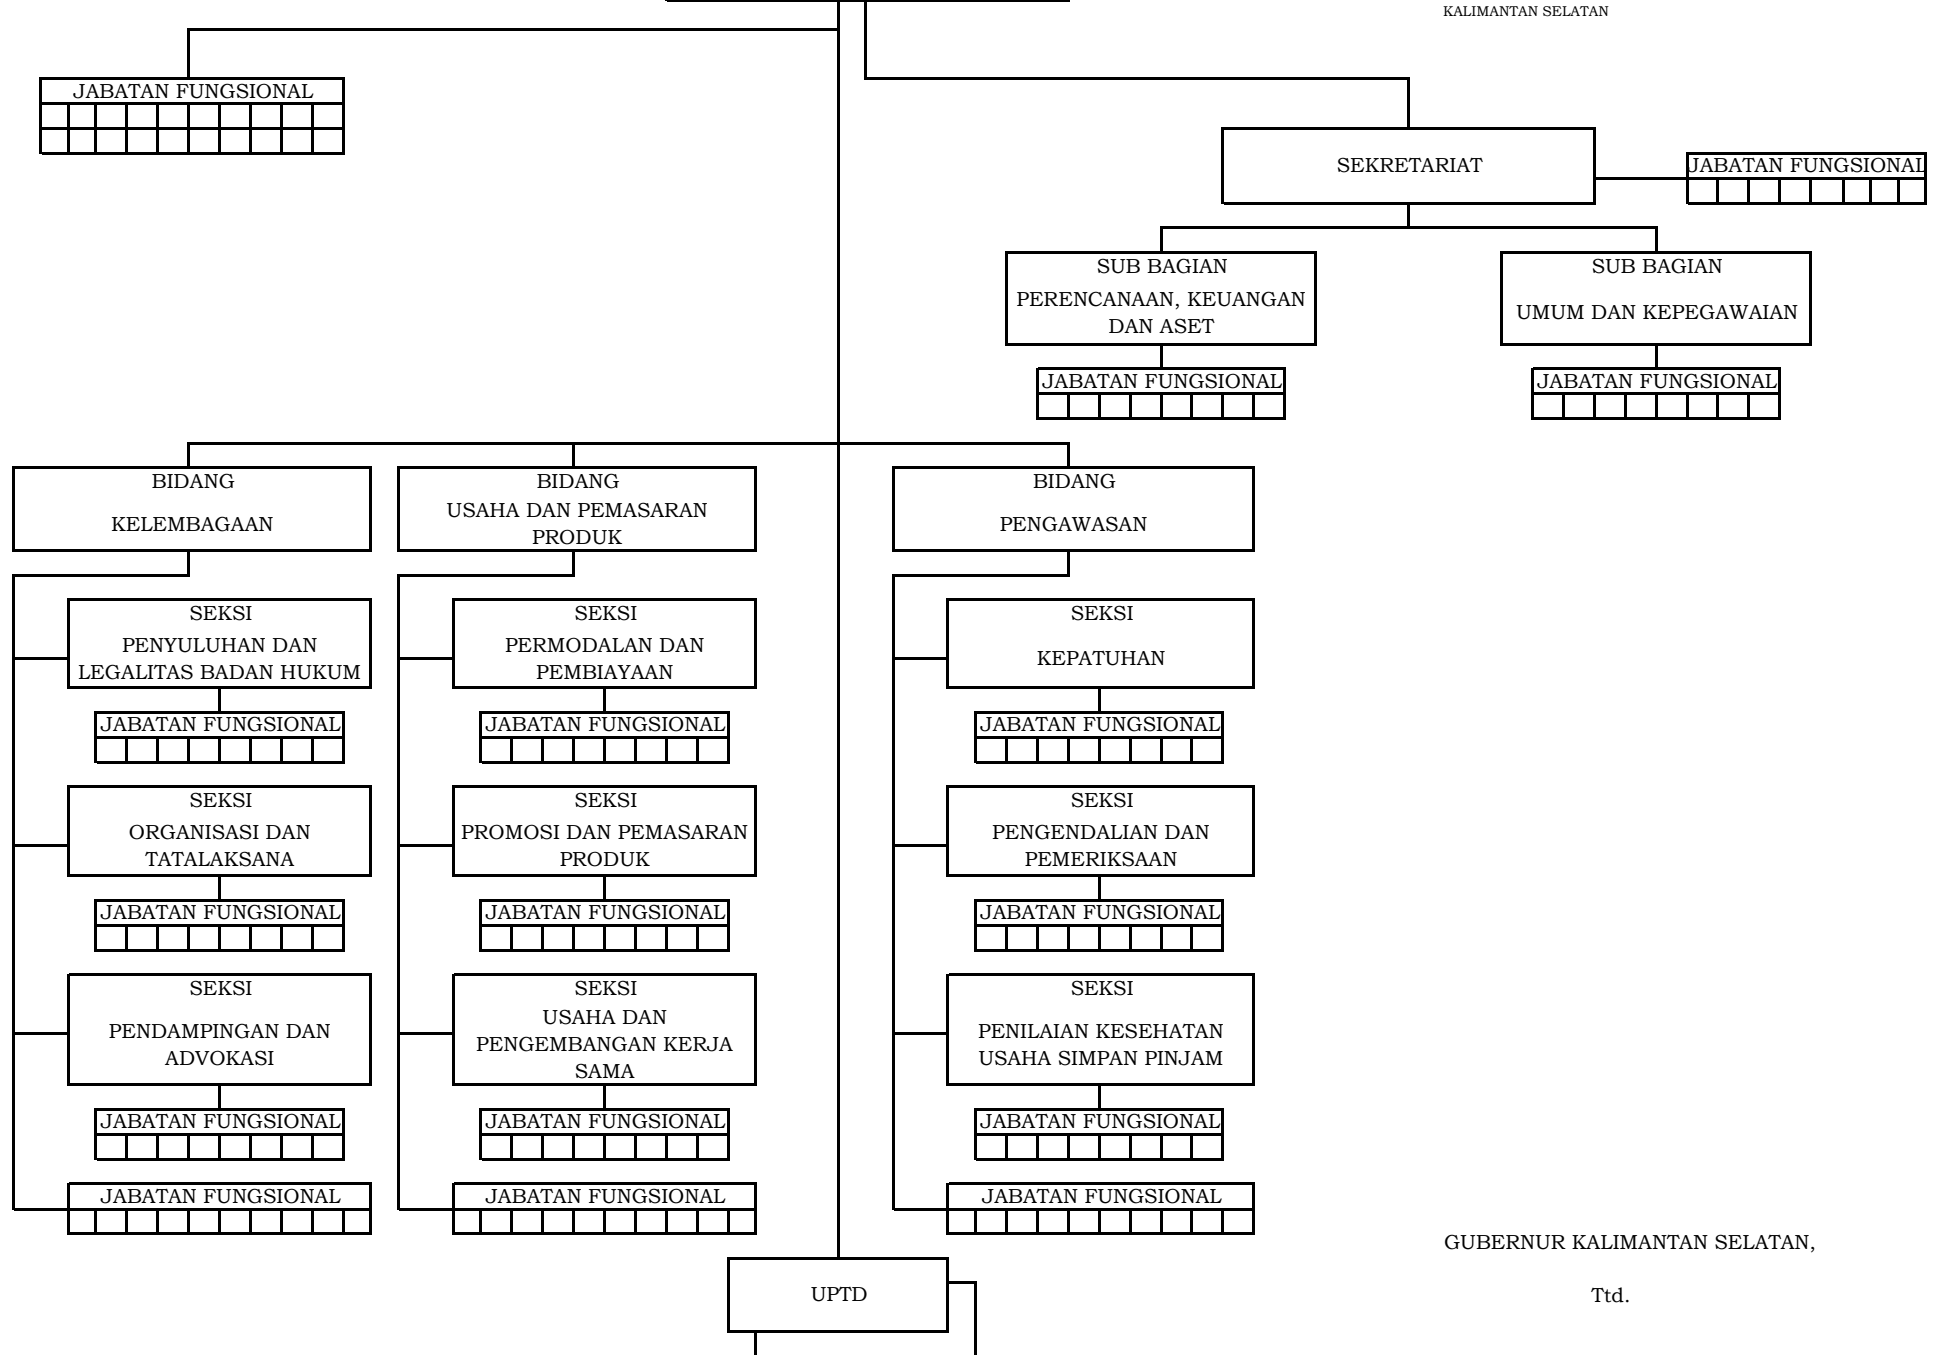 KALIMANTAN SELATAN
JABATAN FUNGSIONAL
SEKRETARIAT
JABATAN FUNGSIONAL
SUB BAGIAN
PERENCANAAN, KEUANGAN
DAN ASET
SUB BAGIAN
UMUM DAN KEPEGAWAIAN
JABATAN FUNGSIONAL
JABATAN FUNGSIONAL
BIDANG
KELEMBAGAAN
BIDANG
USAHA DAN PEMASARAN
PRODUK
BIDANG
PENGAWASAN
SEKSI
PENYULUHAN DAN
LEGALITAS BADAN HUKUM
SEKSI
PERMODALAN DAN
PEMBIAYAAN
SEKSI
KEPATUHAN
JABATAN FUNGSIONAL
JABATAN FUNGSIONAL
JABATAN FUNGSIONAL
SEKSI
ORGANISASI DAN
TATALAKSANA
SEKSI
PROMOSI DAN PEMASARAN
PRODUK
SEKSI
PENGENDALIAN DAN
PEMERIKSAAN
JABATAN FUNGSIONAL
JABATAN FUNGSIONAL
JABATAN FUNGSIONAL
SEKSI
PENDAMPINGAN DAN
ADVOKASI
SEKSI
USAHA DAN
PENGEMBANGAN KERJA
SAMA
SEKSI
PENILAIAN KESEHATAN
USAHA SIMPAN PINJAM
JABATAN FUNGSIONAL
JABATAN FUNGSIONAL
JABATAN FUNGSIONAL
JABATAN FUNGSIONAL
JABATAN FUNGSIONAL
JABATAN FUNGSIONAL
UPTD
GUBERNUR KALIMANTAN SELATAN,
Ttd.